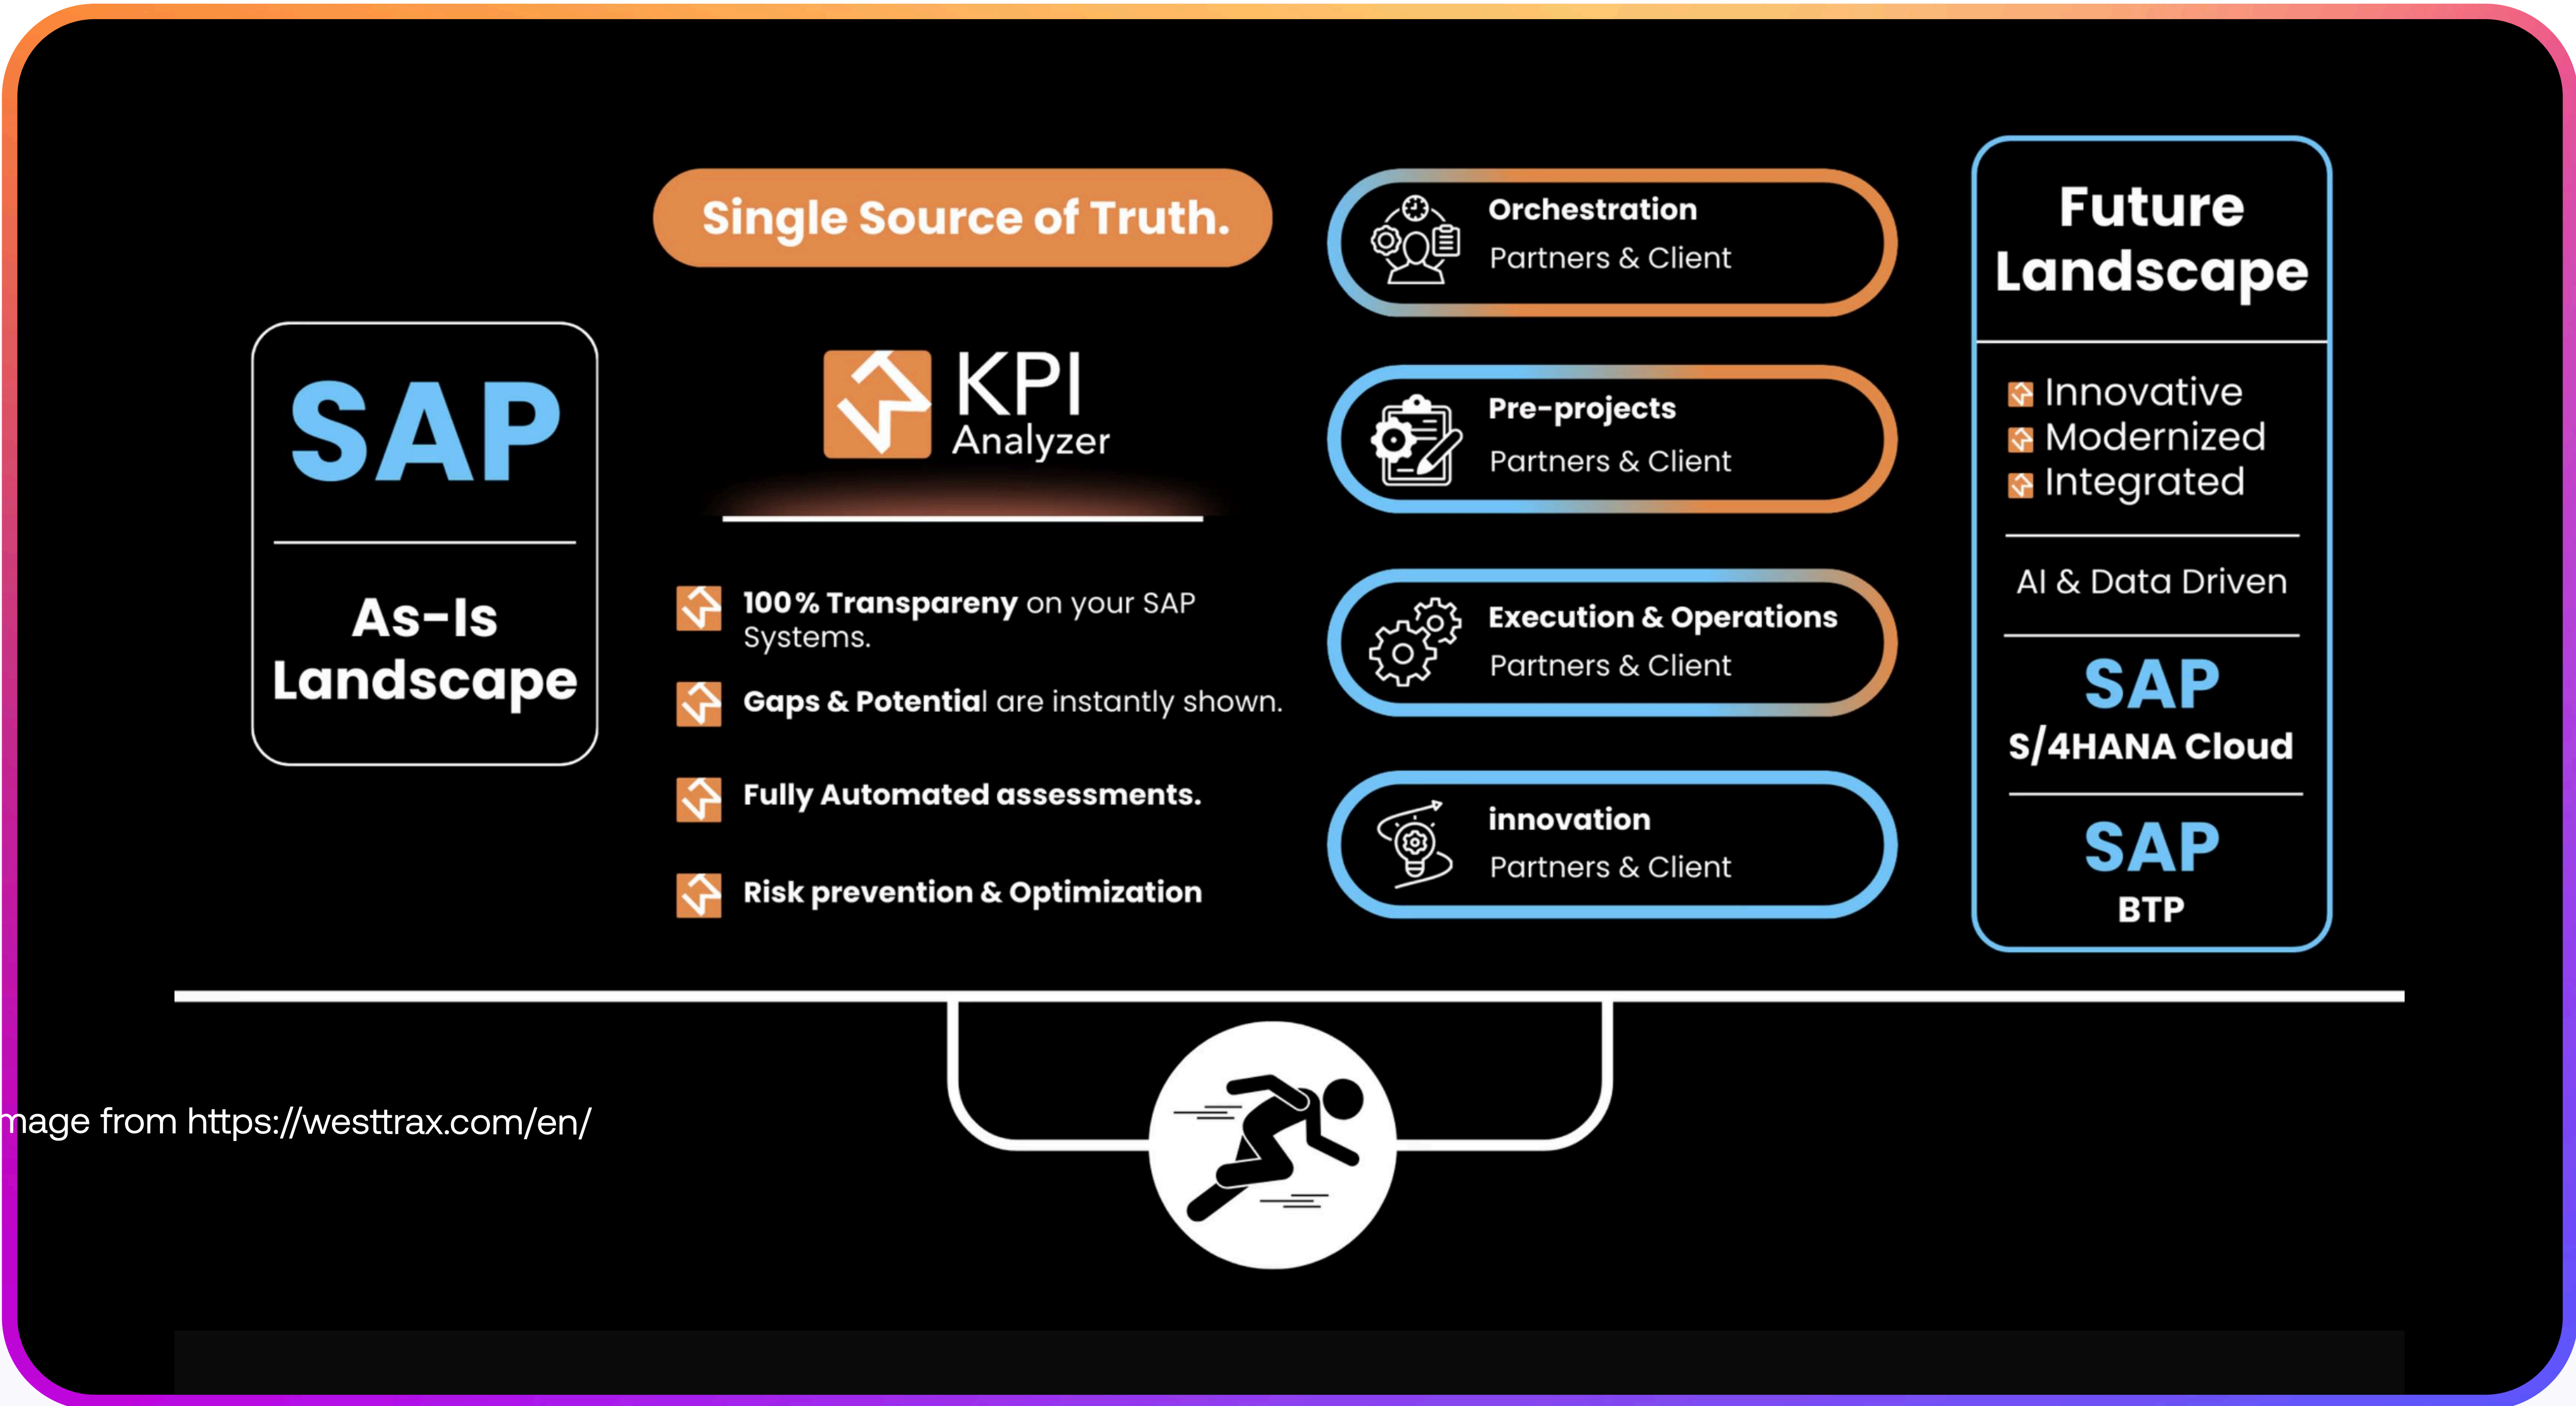 SAP
As-Is
Landscape
Single Source of Truth.
KPI
Analyzer
100% Transpareny on your SAP
Systems.
Gaps & Potential are instantly shown.
Fully Automated assessments.
Risk prevention & Optimization
Orchestration
Partners & Client
Pre-projects
Partners & Client
Execution & Operations
Partners & Client
innovation
Partners & Client
Future
Landscape
Innovative
Modernized
Integrated
AI & Data Driven
SAP
S/4HANA Cloud
SAP
BTP
mage from https://westtrax.com/en/